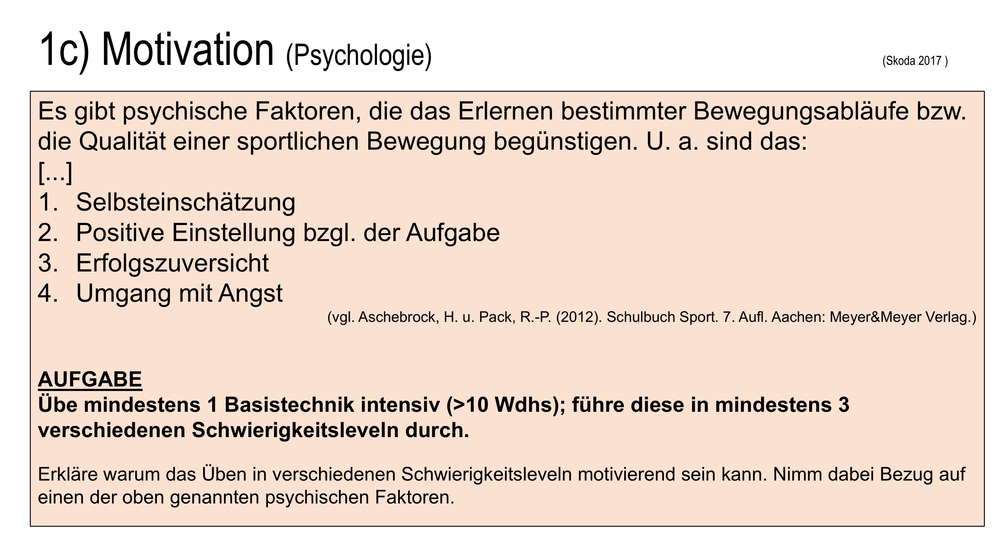 1c) Motivation (Psychologie)
(Skoda 2017 )
Es gibt psychische Faktoren, die das Erlernen bestimmter Bewegungsabläufe bzw.
die Qualität einer sportlichen Bewegung begünstigen. U. a. sind das:
[...]
1. Selbsteinschätzung
2. Positive Einstellung bzgl. der Aufgabe
3. Erfolgszuversicht
4. Umgang mit Angst
(vgl. Aschebrock, H. u. Pack, R.-P. (2012). Schulbuch Sport. 7. Aufl. Aachen: Meyer&Meyer Verlag.)
AUFGABE
Übe mindestens 1 Basistechnik intensiv (>10 Wdhs); führe diese in mindestens 3
verschiedenen Schwierigkeitsleveln durch.
Erkläre warum das Üben in verschiedenen Schwierigkeitsleveln motivierend sein kann. Nimm dabei Bezug auf
einen der oben genannten psychischen Faktoren.